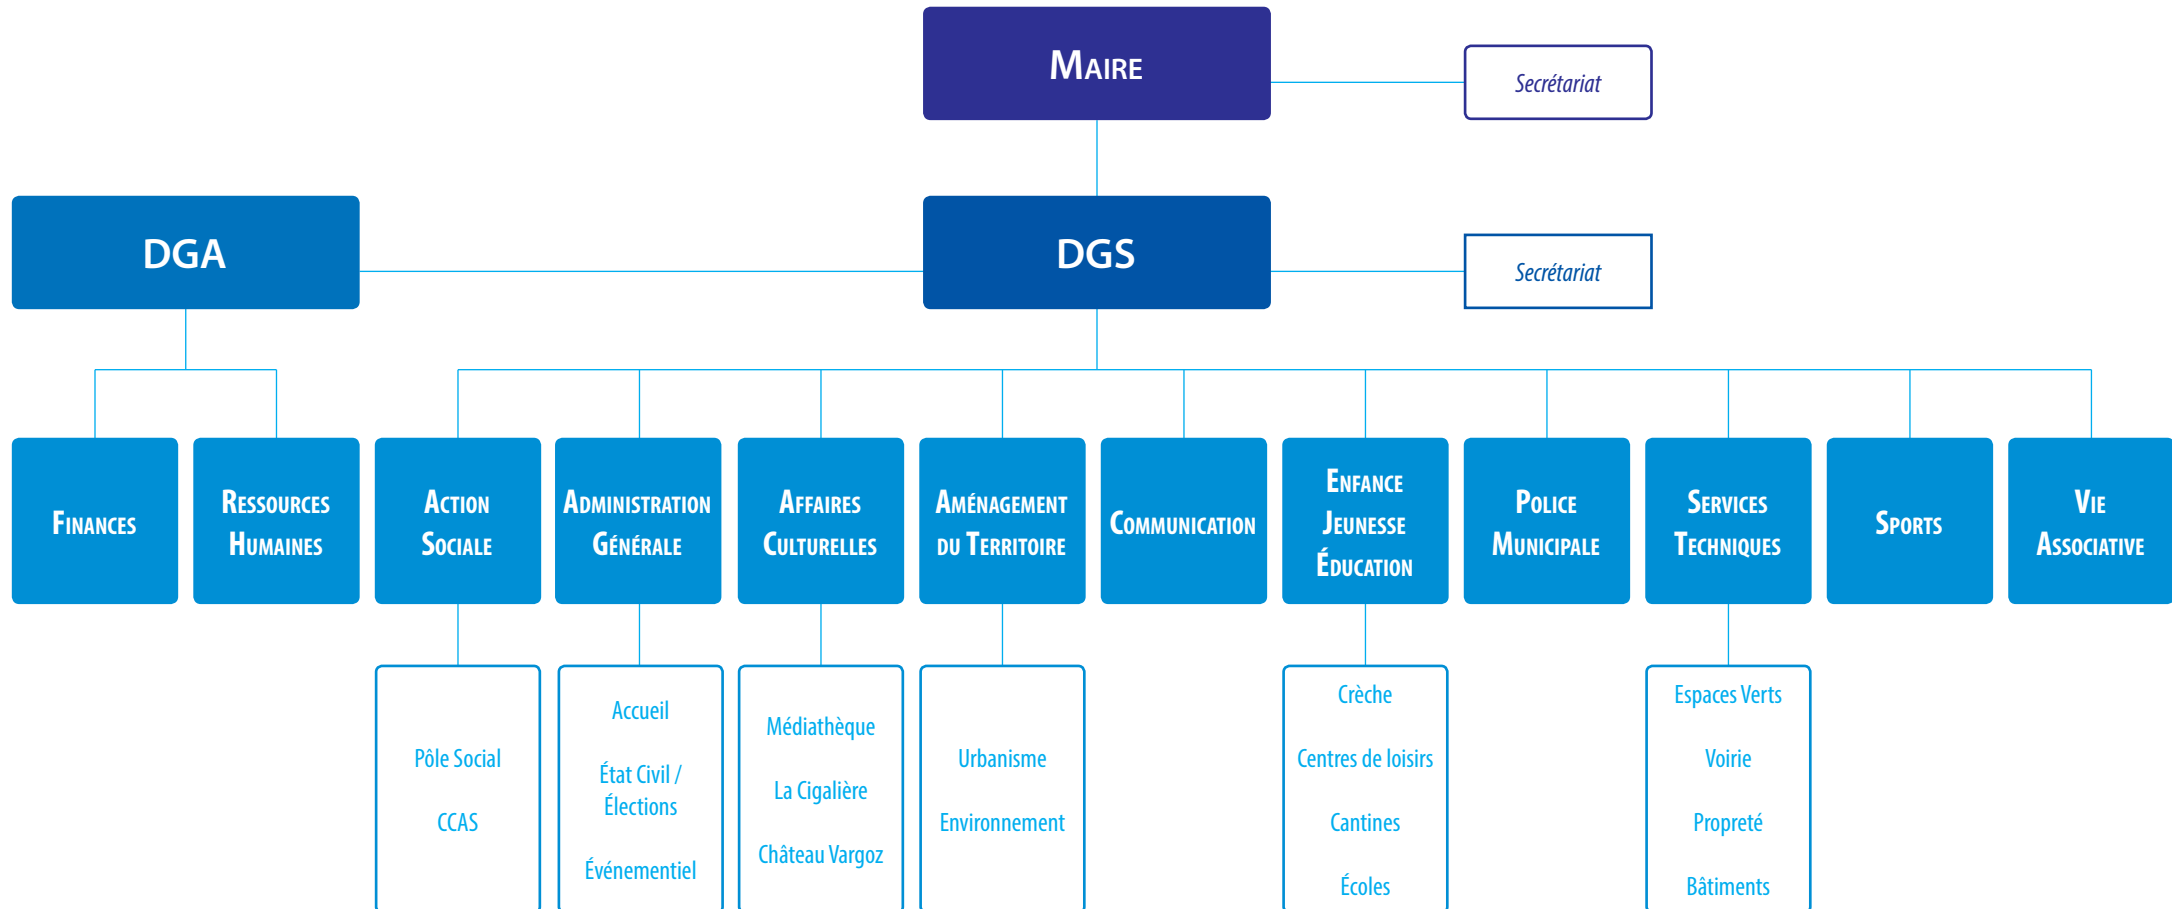 MAIRE
Secrétariat
DGA
DGS
Secrétariat
FINANCES
RESSOURCES
HUMAINES
ACTION
SOCIALE
ADMINISTRATION
GÉNÉRALE
AFFAIRES
CULTURELLES
AMÉNAGEMENT
DU TERRITOIRE
COMMUNICATION
ENFANCE
JEUNESSE
ÉDUCATION
POLICE
MUNICIPALE
SERVICES
TECHNIQUES
SPORTS
VIE
ASSOCIATIVE
Pôle Social
CCAS
Accueil
État Civil /
Élections
Événementiel
Médiathèque
La Cigalière
Château Vargoz
Urbanisme
Environnement
Crèche
Centres de loisirs
Cantines
Écoles
Espaces Verts
Voirie
Propreté
Bâtiments